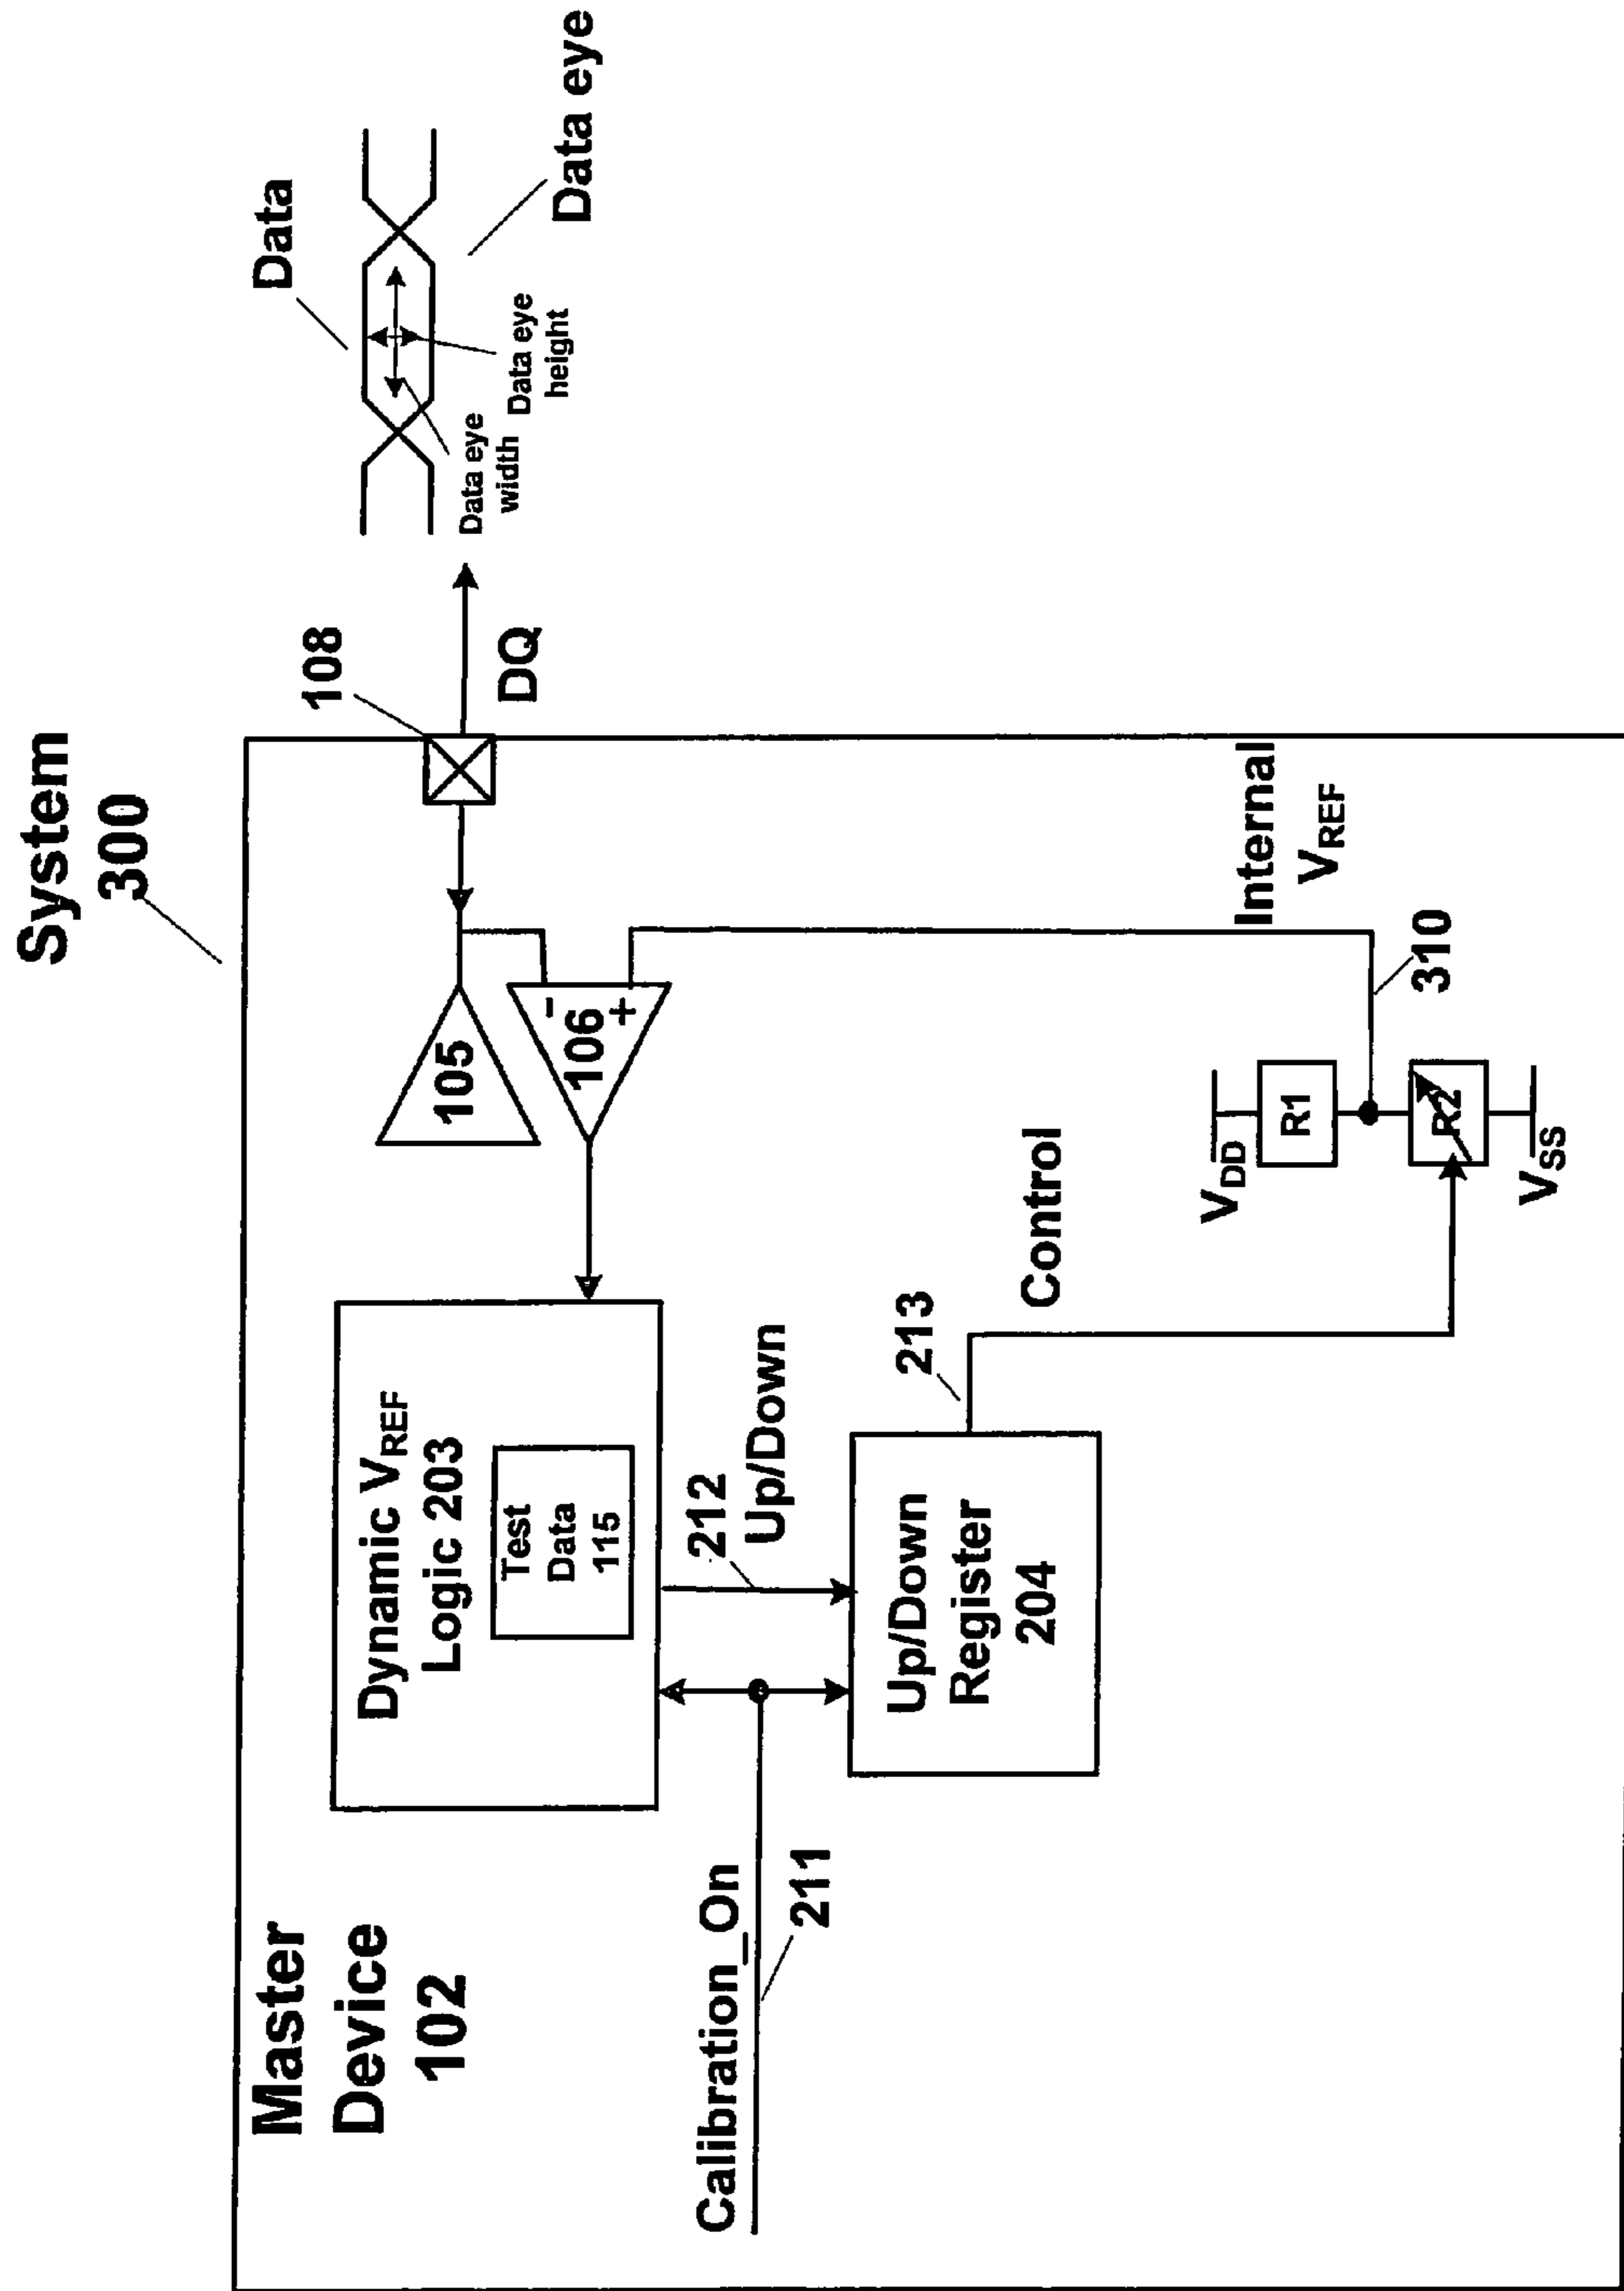 System
300
Master
Device
102
Dynamic VREF
Logic 203
Test
Data
115
105
106
-
+
108
DQ
Data
Data eye
width
Data eye
height
Data eye
Calibration_On
211
212
Up/Down
Up/Down
Register
204
213
Control
VDD
R1
R2
VSS
310
Internal
VREF